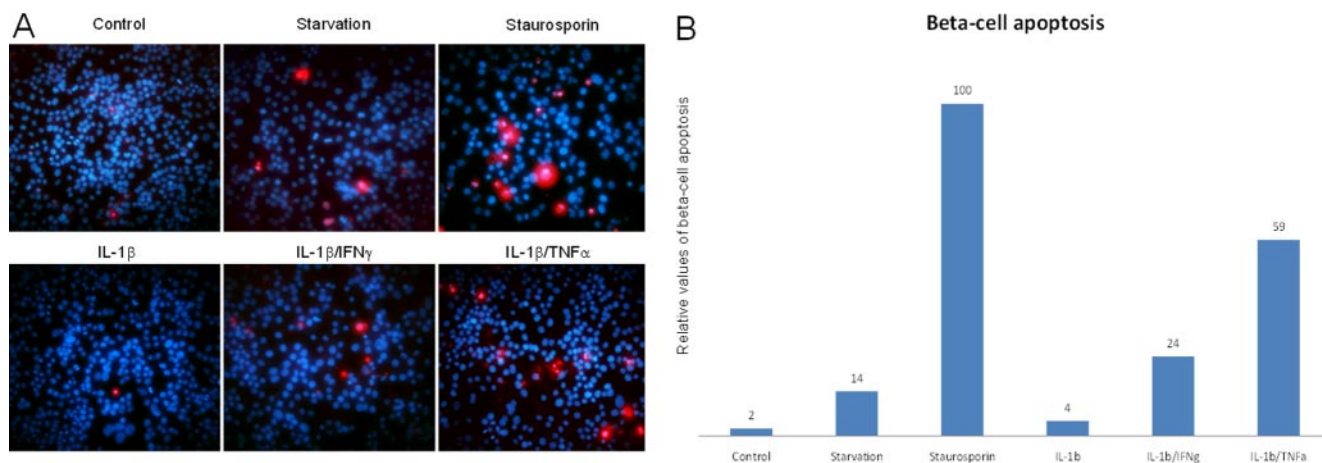 A
Control
Starvation
Staurosporin
IL-1β
IL-1β/IFNγ
IL-1β/TNFα
B
Beta-cell apoptosis
Relative values of beta-cell apoptosis
2
14
100
4
24
59
Control
Starvation
Staurosporin
IL-1b
IL-1b/IFNg
IL-1b/TNFa